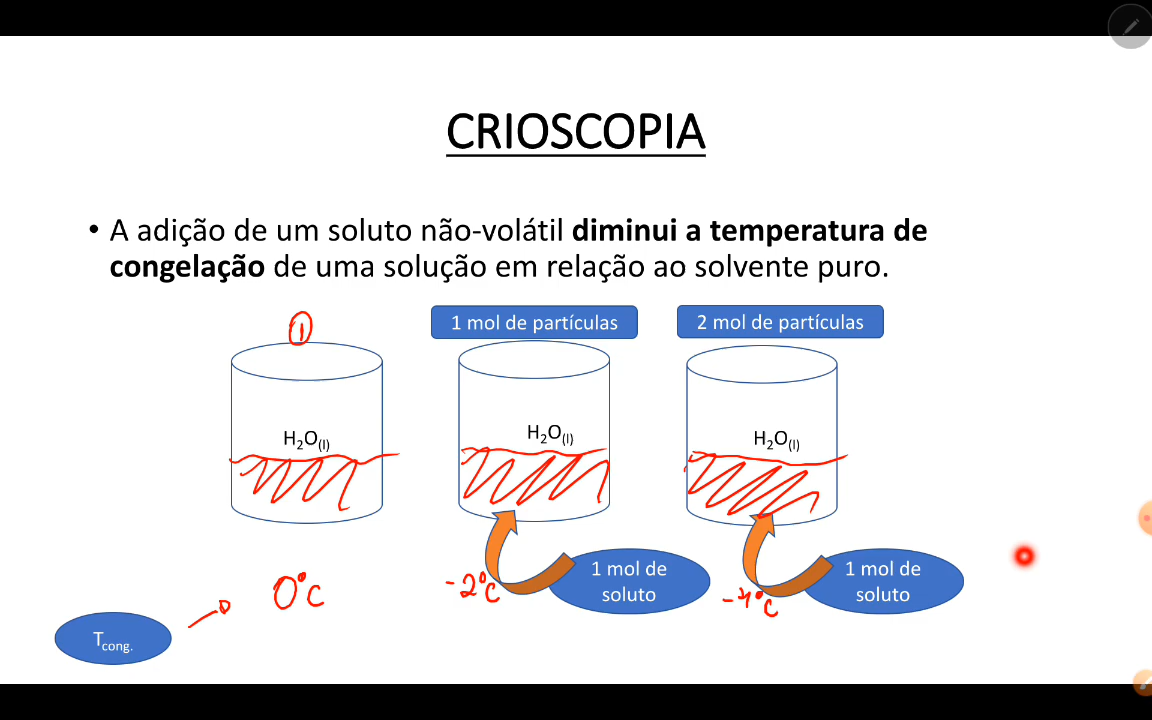 CRIOSCOPIA
• A adição de um soluto não-volátil diminui a temperatura de
congelação de uma solução em relação ao solvente puro.
1
1 mol de partículas
2 mol de partículas
H₂O(l)
H₂O(l)
H₂O(l)
1 mol de
soluto
1 mol de
soluto
0°C
-2°C
-4°C
Tcong.